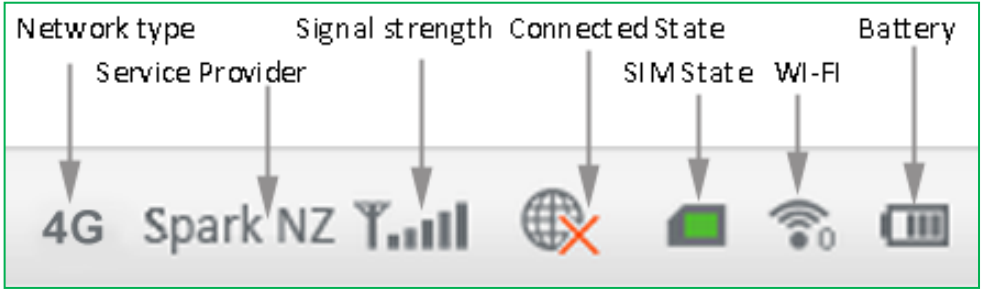 Network type Signal strength Connected State Battery
Service Provider SIM State WI-FI
4G Spark NZ 0